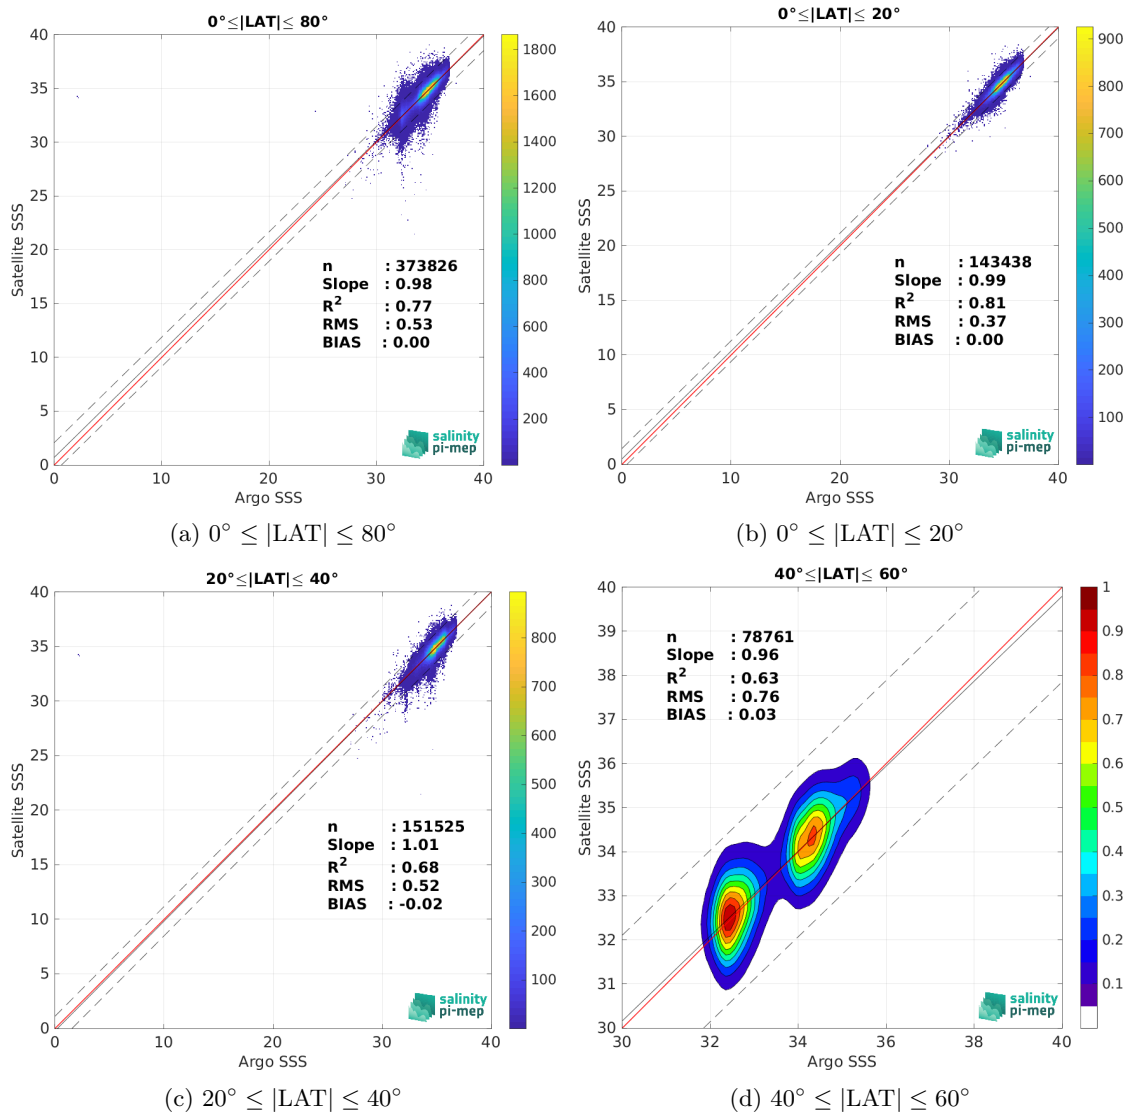 0°≤|LAT|≤ 80°
40
35
30
25
20
15
10
5
0
0
10
20
30
40
Satellite SSS
Argo SSS
n : 373826
Slope : 0.98
R² : 0.77
RMS : 0.53
BIAS : 0.00
1800
1600
1400
1200
1000
800
600
400
200
salinity
pi-mep
(a) 0° ≤ |LAT| ≤ 80°
0°≤|LAT|≤ 20°
40
35
30
25
20
15
10
5
0
0
10
20
30
40
Satellite SSS
Argo SSS
n : 143438
Slope : 0.99
R² : 0.81
RMS : 0.37
BIAS : 0.00
900
800
700
600
500
400
300
200
100
salinity
pi-mep
(b) 0° ≤ |LAT| ≤ 20°
20°≤|LAT|≤ 40°
40
35
30
25
20
15
10
5
0
0
10
20
30
40
Satellite SSS
Argo SSS
n : 151525
Slope : 1.01
R² : 0.68
RMS : 0.52
BIAS : -0.02
800
700
600
500
400
300
200
100
0
salinity
pi-mep
(c) 20° ≤ |LAT| ≤ 40°
40°≤|LAT|≤ 60°
40
39
38
37
36
35
34
33
32
31
30
30
32
34
36
38
40
Satellite SSS
Argo SSS
n : 78761
Slope : 0.96
R² : 0.63
RMS : 0.76
BIAS : 0.03
1
0.9
0.8
0.7
0.6
0.5
0.4
0.3
0.2
0.1
salinity
pi-mep
(d) 40° ≤ |LAT| ≤ 60°